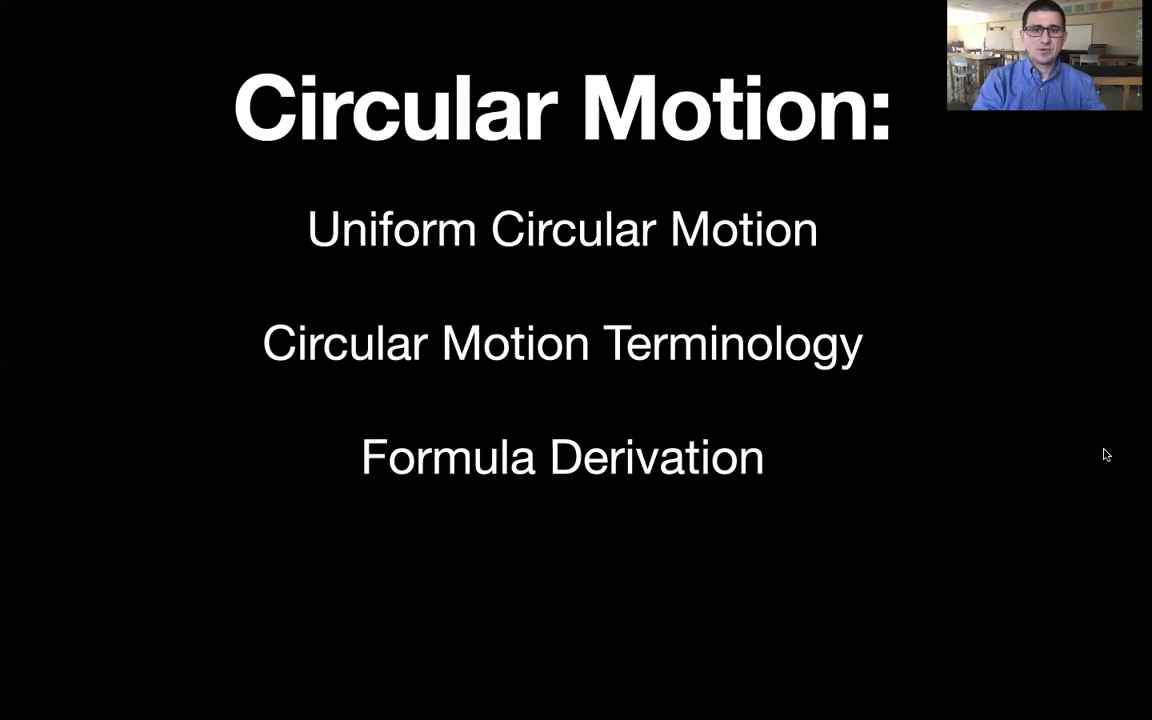 Circular Motion:
Uniform Circular Motion
Circular Motion Terminology
Formula Derivation